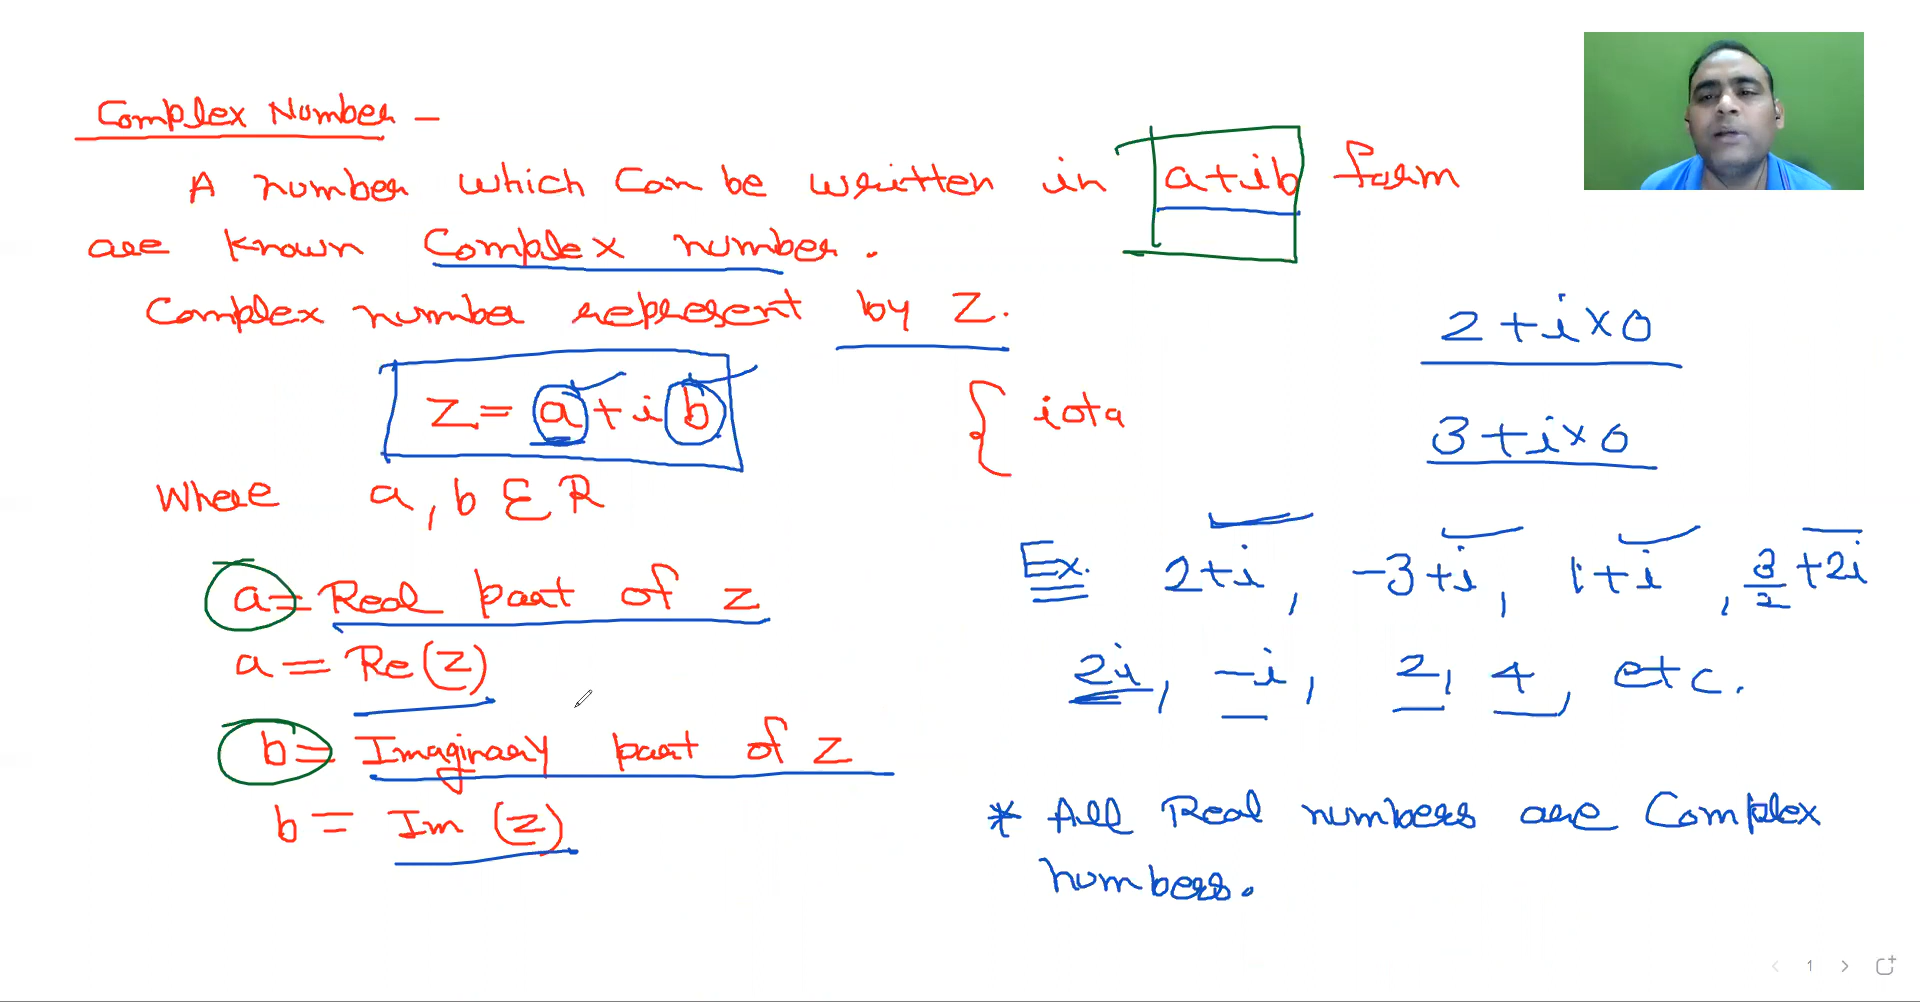 Complex Number -
A number which can be written in a+ib form
are known Complex number.
Complex number represent by Z.
Z = a + i b
{ iota
Where a, b ∈ R
a = Real part of z
a = Re(z)
b = Imaginary part of z
b = Im (z)
2 + i × 0
3 + i × 0
Ex. 2+i, -3+i, 1+i, 3/2 +2i
2i, -i, 2, 4, etc.
* All Real numbers are Complex
numbers.
1